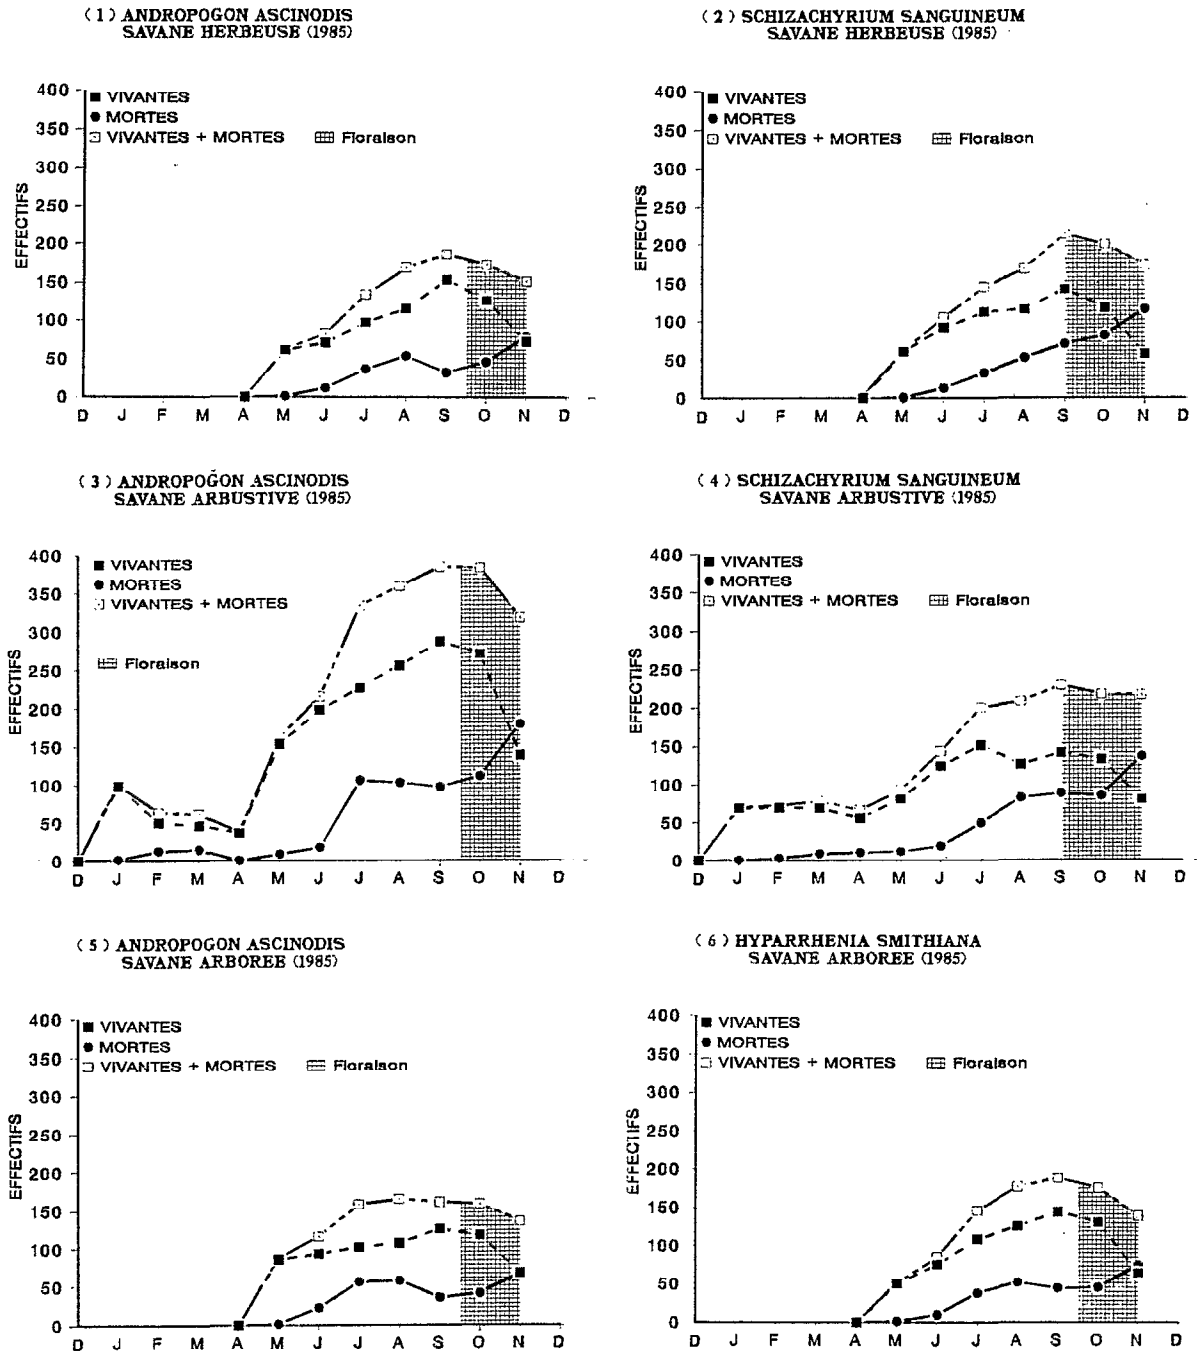 ( 1 ) ANDROPOGON ASCINODIS
SAVANE HERBEUSE (1985)
400
350
300
250
200
150
100
50
0
EFFECTIFS
VIVANTES
MORTES
VIVANTES + MORTES
Floraison
D J F M A M J J A S O N D
( 2 ) SCHIZACHYRIUM SANGUINEUM
SAVANE HERBEUSE (1985)
400
350
300
250
200
150
100
50
0
EFFECTIFS
VIVANTES
MORTES
VIVANTES + MORTES
Floraison
D J F M A M J J A S O N D
( 3 ) ANDROPOGON ASCINODIS
SAVANE ARBUSTIVE (1985)
400
350
300
250
200
150
100
50
0
EFFECTIFS
VIVANTES
MORTES
VIVANTES + MORTES
Floraison
D J F M A M J J A S O N D
( 4 ) SCHIZACHYRIUM SANGUINEUM
SAVANE ARBUSTIVE (1985)
400
350
300
250
200
150
100
50
0
EFFECTIFS
VIVANTES
MORTES
VIVANTES + MORTES
Floraison
D J F M A M J J A S O N D
( 5 ) ANDROPOGON ASCINODIS
SAVANE ARBOREE (1985)
400
350
300
250
200
150
100
50
0
EFFECTIFS
VIVANTES
MORTES
VIVANTES + MORTES
Floraison
D J F M A M J J A S O N D
( 6 ) HYPARRHENIA SMITHIANA
SAVANE ARBOREE (1985)
400
350
300
250
200
150
100
50
0
EFFECTIFS
VIVANTES
MORTES
VIVANTES + MORTES
Floraison
D J F M A M J J A S O N D